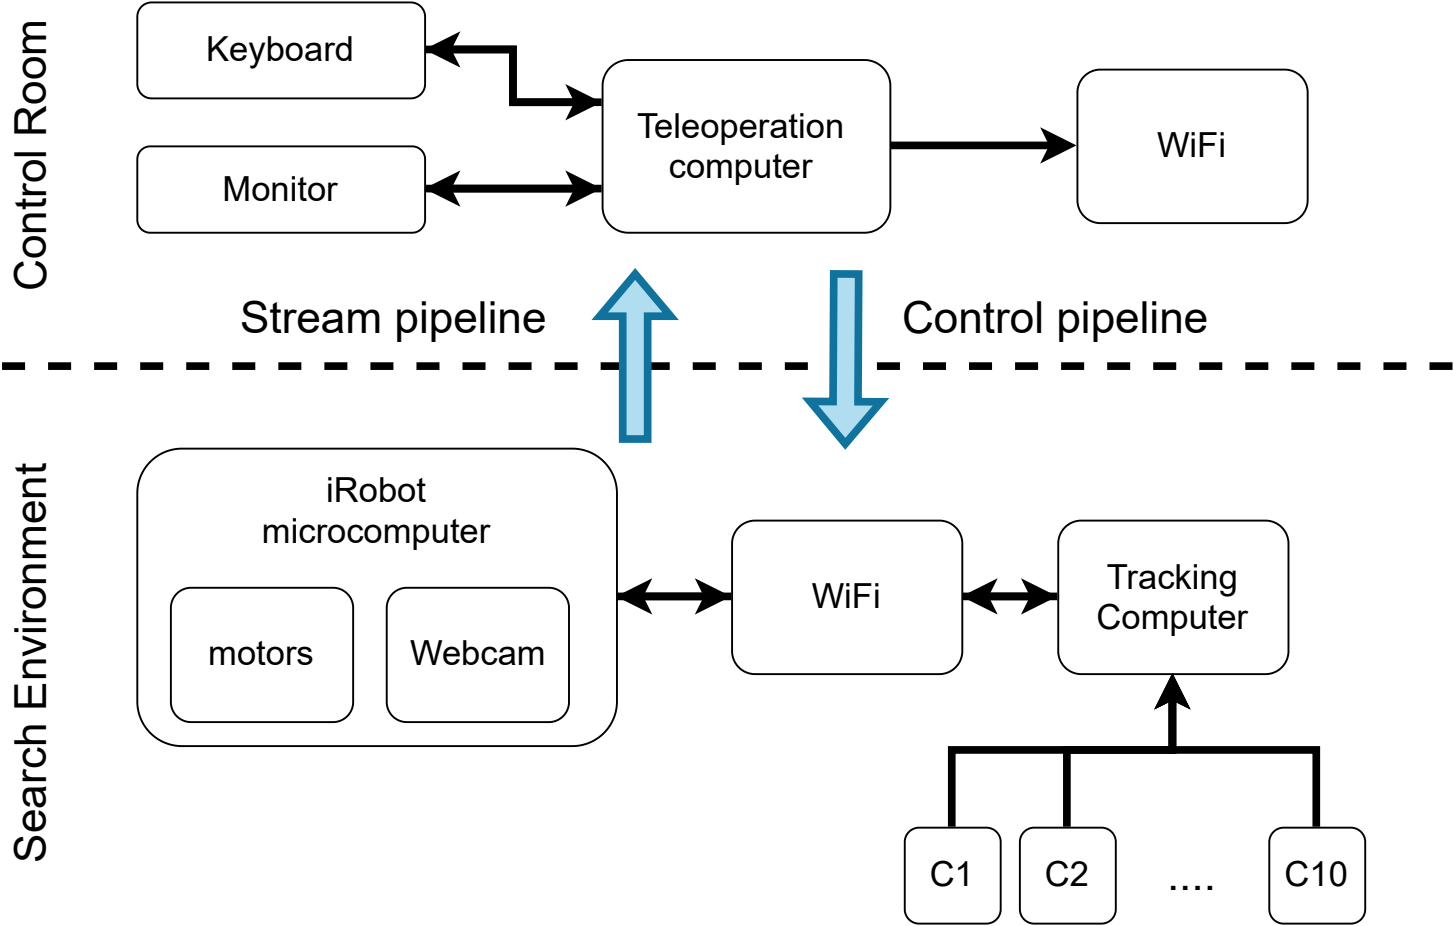 Control Room
Keyboard
Monitor
Teleoperation
computer
WiFi
Stream pipeline
Control pipeline
Search Environment
iRobot
microcomputer
motors
Webcam
WiFi
Tracking
Computer
C1
C2
....
C10